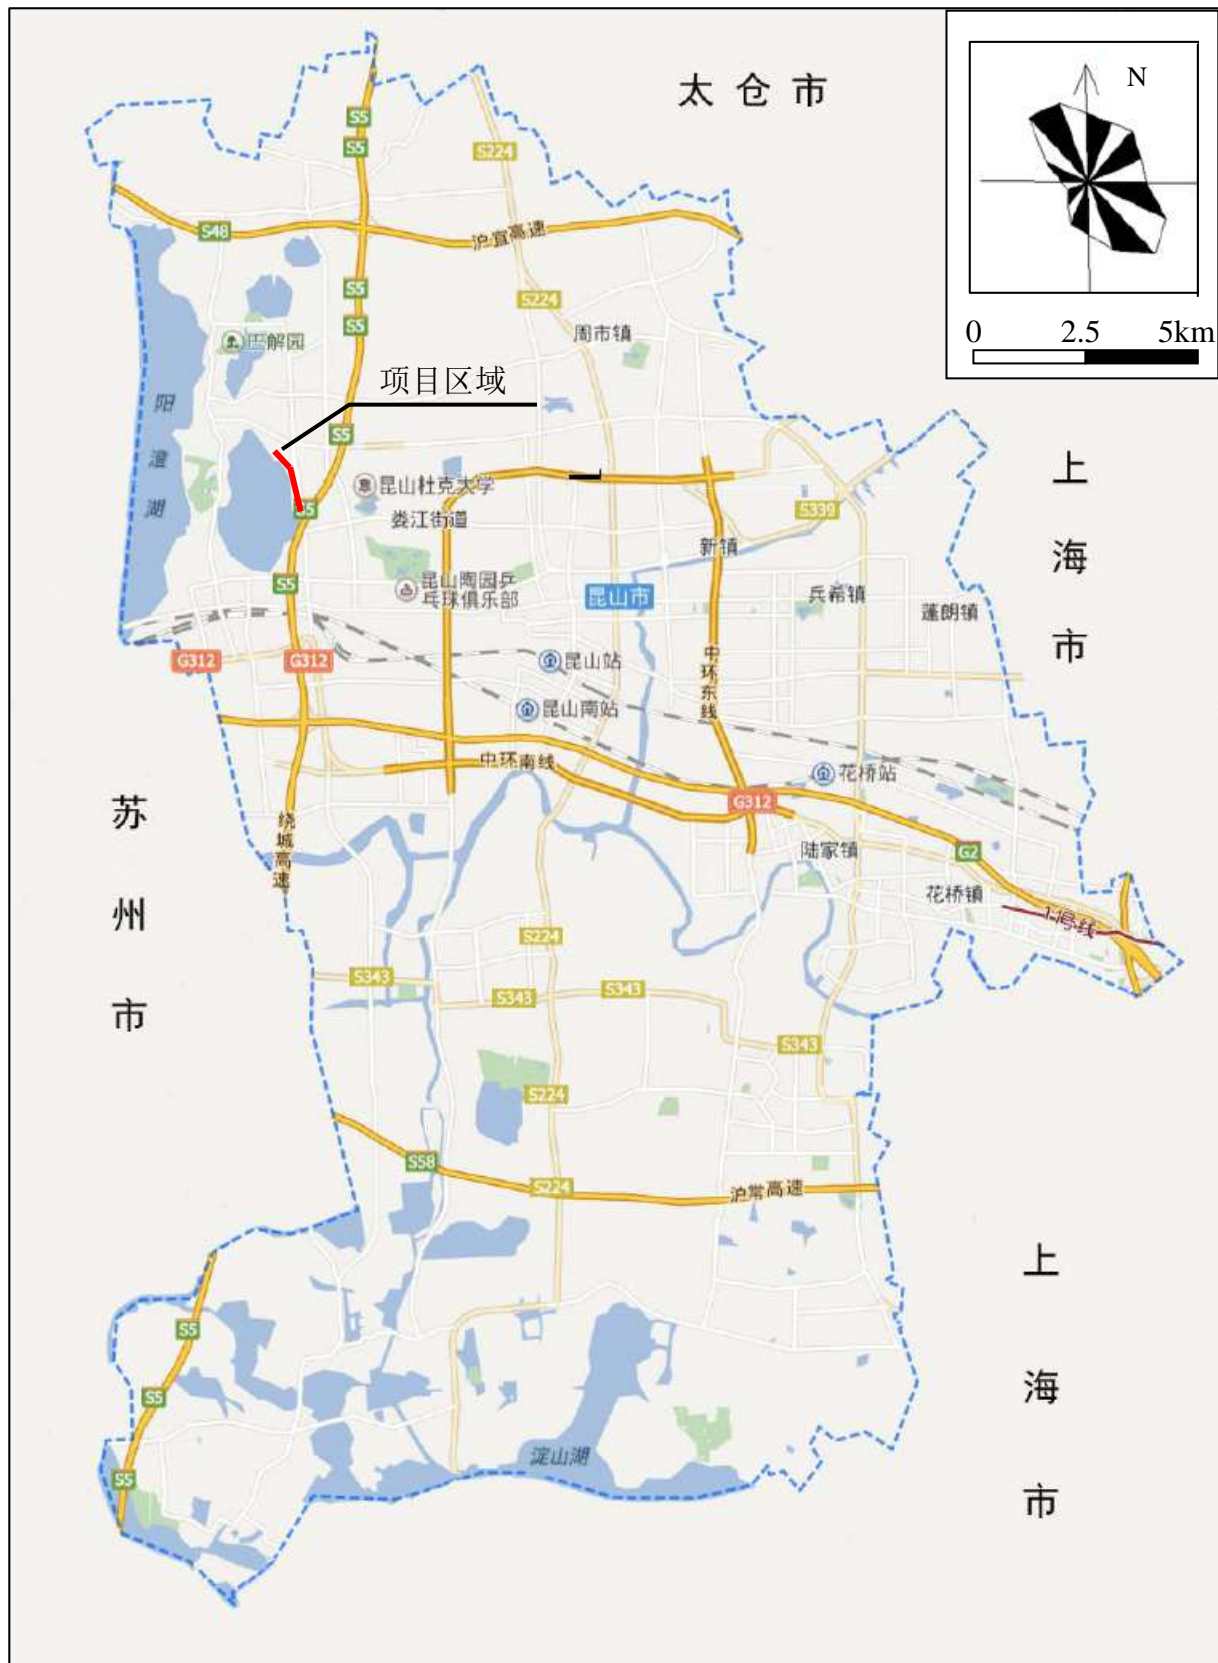 太仓市
N
0 2.5 5km
S5
S5
S224
S48
沪宜高速
S5
S224
S5
周市镇
巴解园
项目区域
阳澄湖
S5
上海市
昆山杜克大学
S5
S339
娄江街道
新镇
S5
昆山陶园乒
乓球俱乐部
昆山市
兵希镇
蓬朗镇
G312
G312
昆山站
中环东线
昆山南站
中环南线
花桥站
G312
苏州市
绕城高速
陆家镇
G2
花桥镇
11号线
S224
S343
S343
S343
S343
S224
S58
S224
沪常高速
上海市
S5
S5
淀山湖
S5